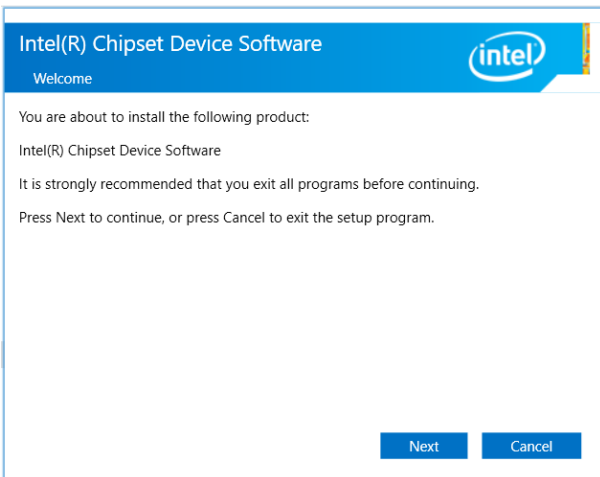 Intel(R) Chipset Device Software
intel
Welcome
You are about to install the following product:
Intel(R) Chipset Device Software
It is strongly recommended that you exit all programs before continuing.
Press Next to continue, or press Cancel to exit the setup program.
Next
Cancel